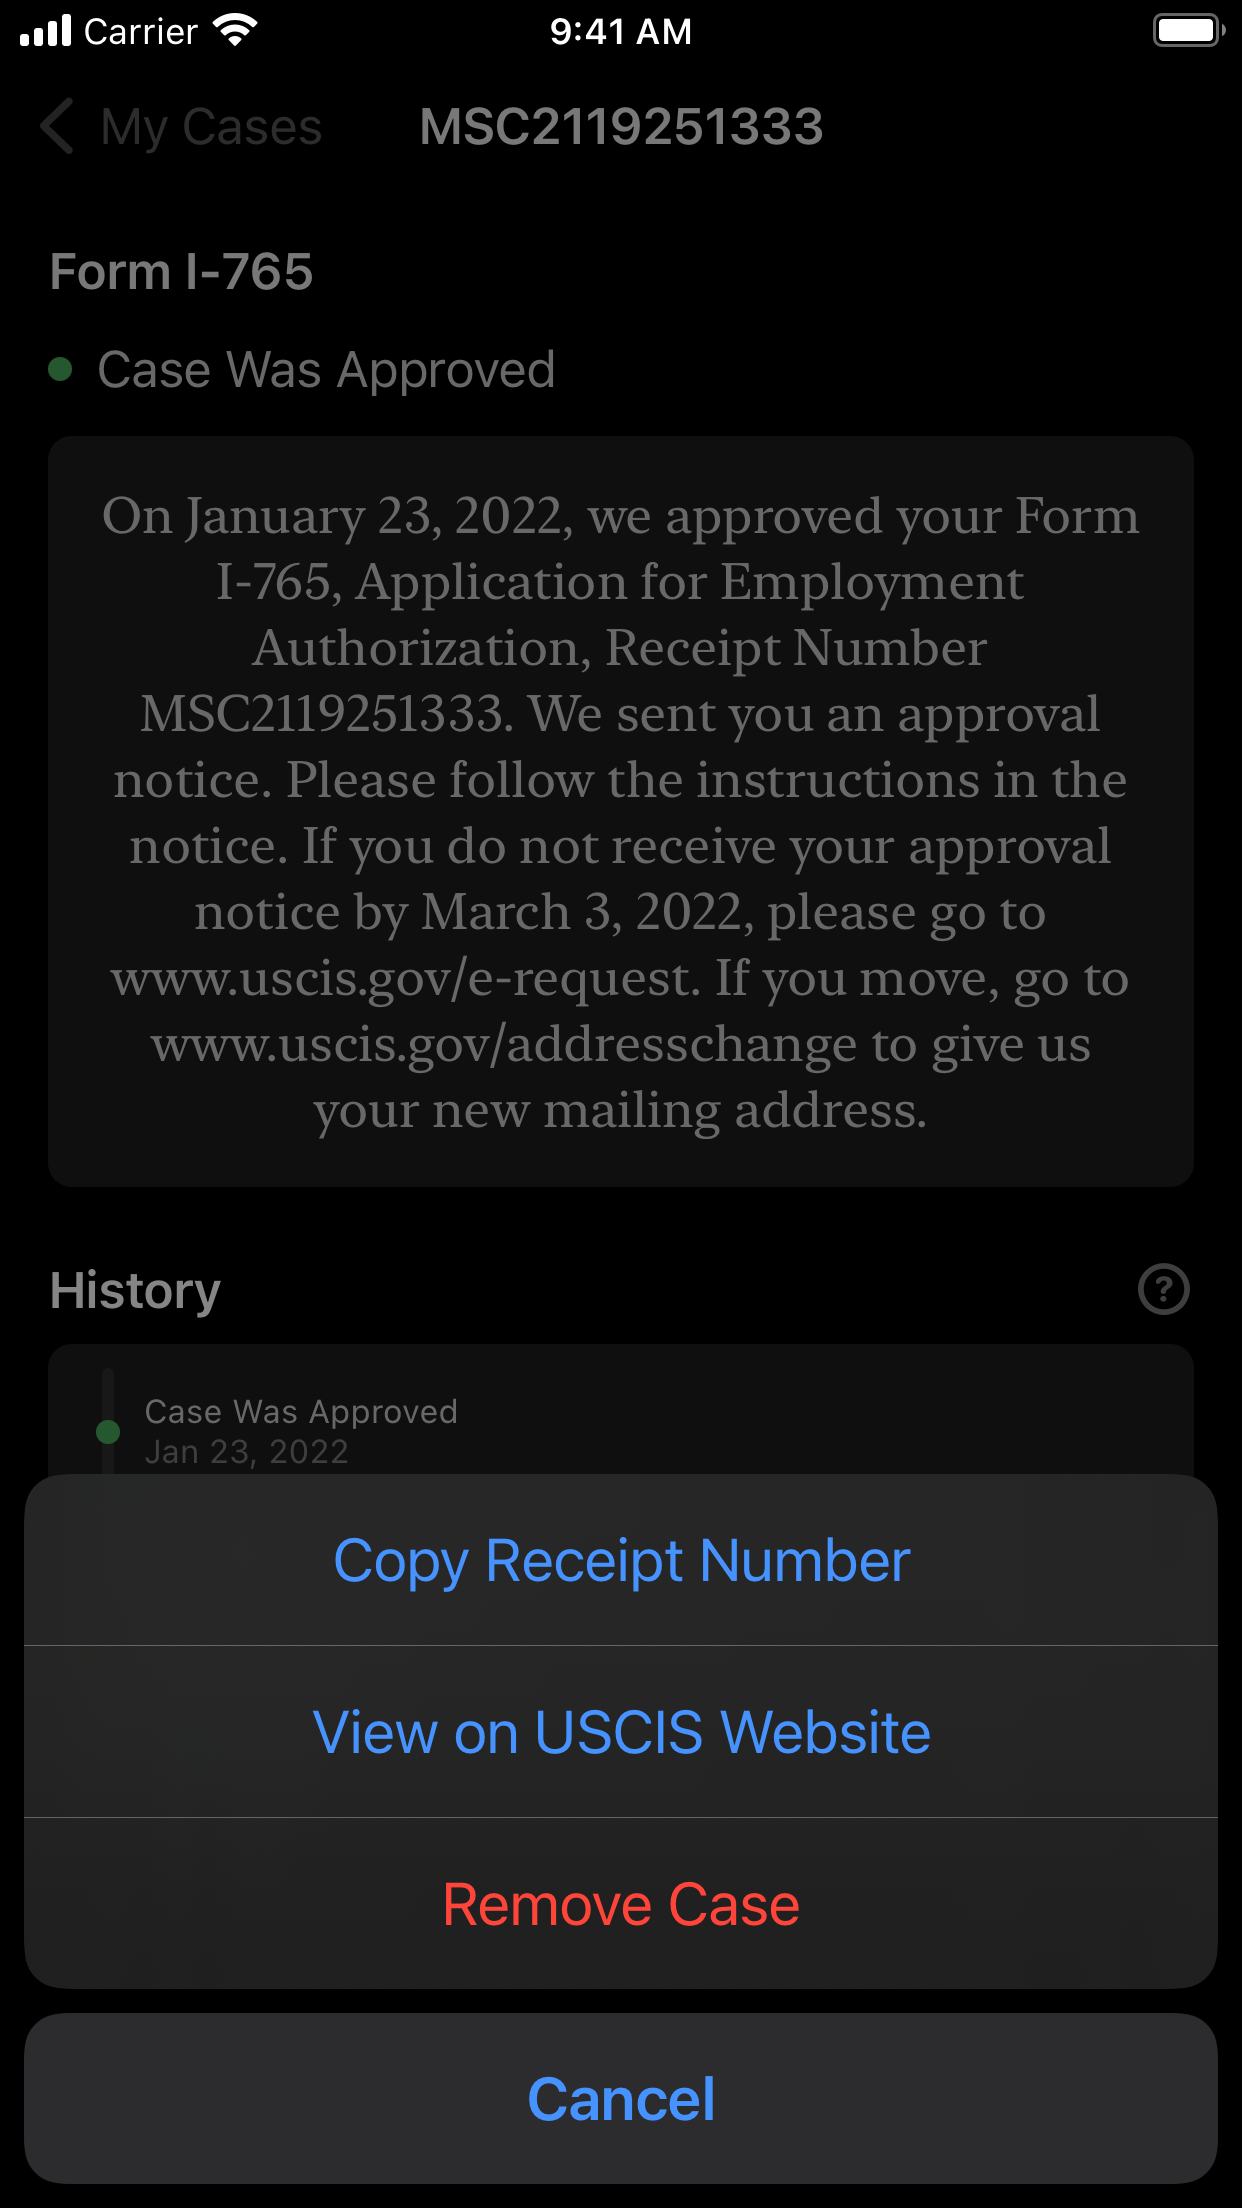 Carrier 9:41 AM
My Cases MSC2119251333
Form I-765
Case Was Approved
On January 23, 2022, we approved your Form
I-765, Application for Employment
Authorization, Receipt Number
MSC2119251333. We sent you an approval
notice. Please follow the instructions in the
notice. If you do not receive your approval
notice by March 3, 2022, please go to
www.uscis.gov/e-request. If you move, go to
www.uscis.gov/addresschange to give us
your new mailing address.
History ?
Case Was Approved
Jan 23, 2022
Copy Receipt Number
View on USCIS Website
Remove Case
Cancel